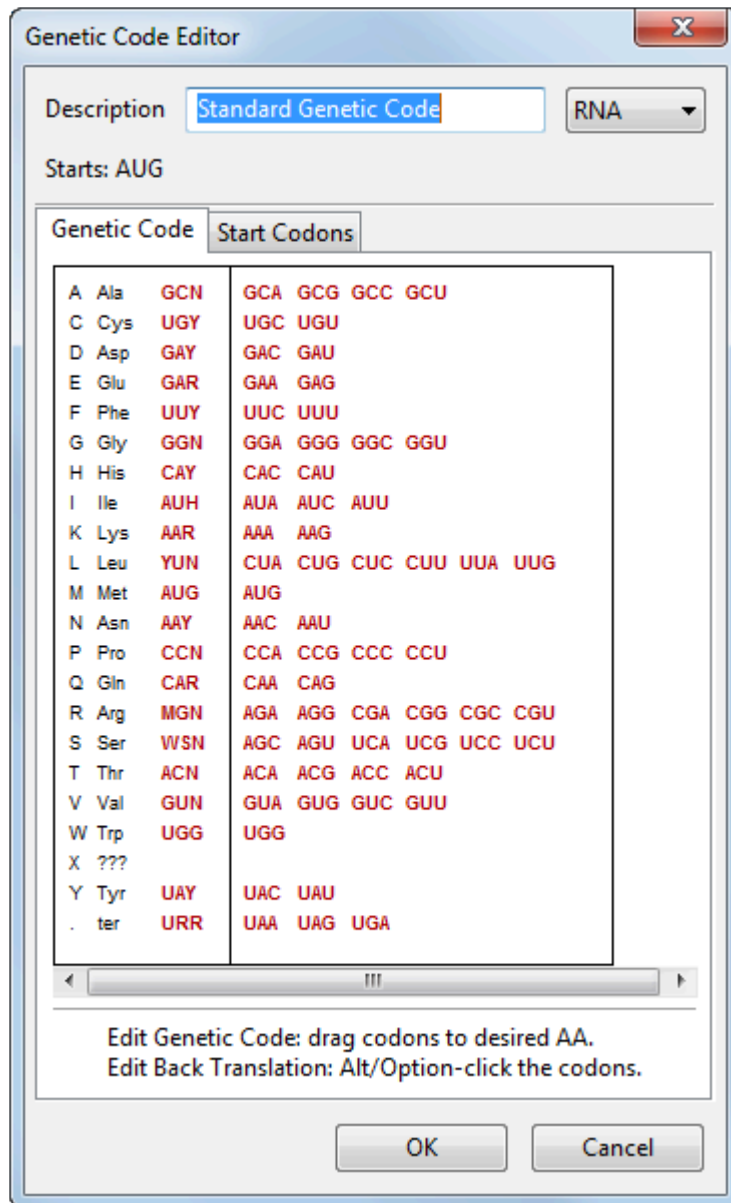 Genetic Code Editor
Description Standard Genetic Code RNA
Starts: AUG
Genetic Code Start Codons
A Ala GCN GCA GCG GCC GCU
C Cys UGY UGC UGU
D Asp GAY GAC GAU
E Glu GAR GAA GAG
F Phe UUY UUC UUU
G Gly GGN GGA GGG GGC GGU
H His CAY CAC CAU
I Ile AUH AUA AUC AUU
K Lys AAR AAA AAG
L Leu YUN CUA CUG CUC CUU UUA UUG
M Met AUG AUG
N Asn AAY AAC AAU
P Pro CCN CCA CCG CCC CCU
Q Gln CAR CAA CAG
R Arg MGN AGA AGG CGA CGG CGC CGU
S Ser WSN AGC AGU UCA UCG UCC UCU
T Thr ACN ACA ACG ACC ACU
V Val GUN GUA GUG GUC GUU
W Trp UGG UGG
X ???
Y Tyr UAY UAC UAU
. ter URR UAA UAG UGA
Edit Genetic Code: drag codons to desired AA.
Edit Back Translation: Alt/Option-click the codons.
OK Cancel